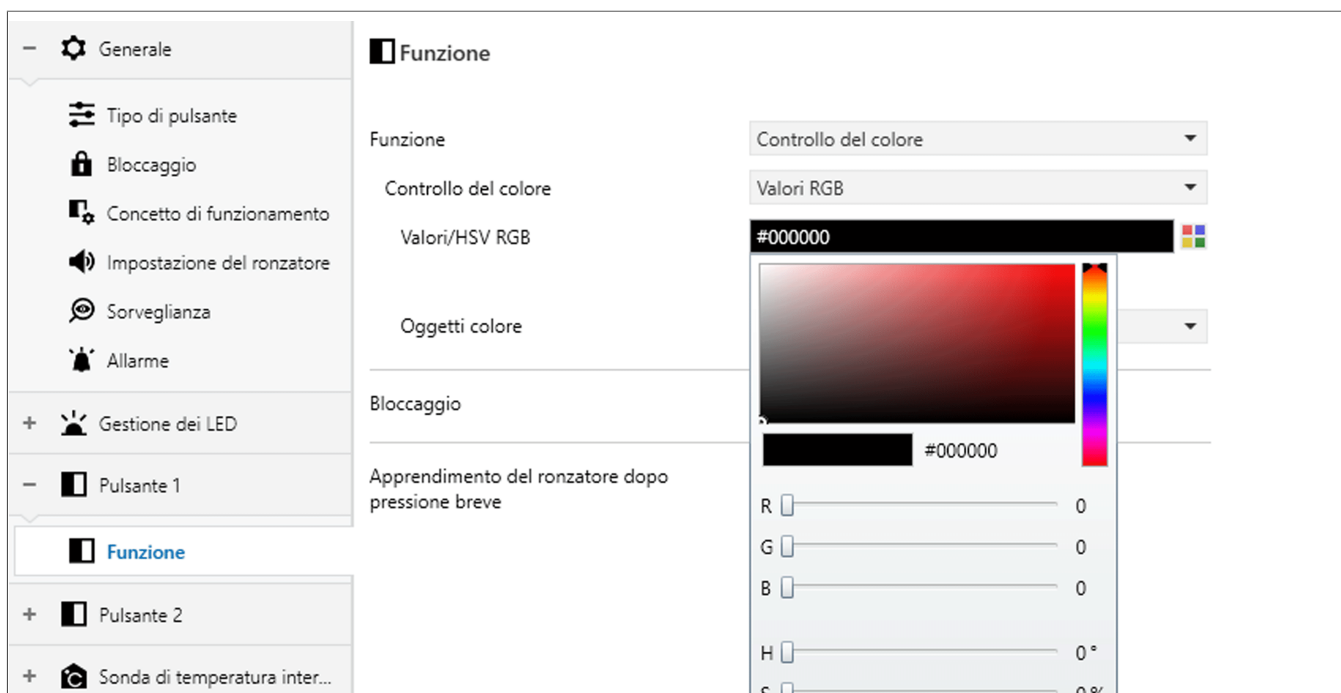 Generale
Tipo di pulsante
Bloccaggio
Concetto di funzionamento
Impostazione del ronzatore
Sorveglianza
Allarme
Gestione dei LED
Pulsante 1
Funzione
Pulsante 2
Sonda di temperatura inter...
Funzione
Funzione Controllo del colore
Controllo del colore Valori RGB
Valori/HSV RGB #000000
Oggetti colore
#000000
Bloccaggio
Apprendimento del ronzatore dopo
pressione breve
R 0
G 0
B 0
H 0 °
S 0 %